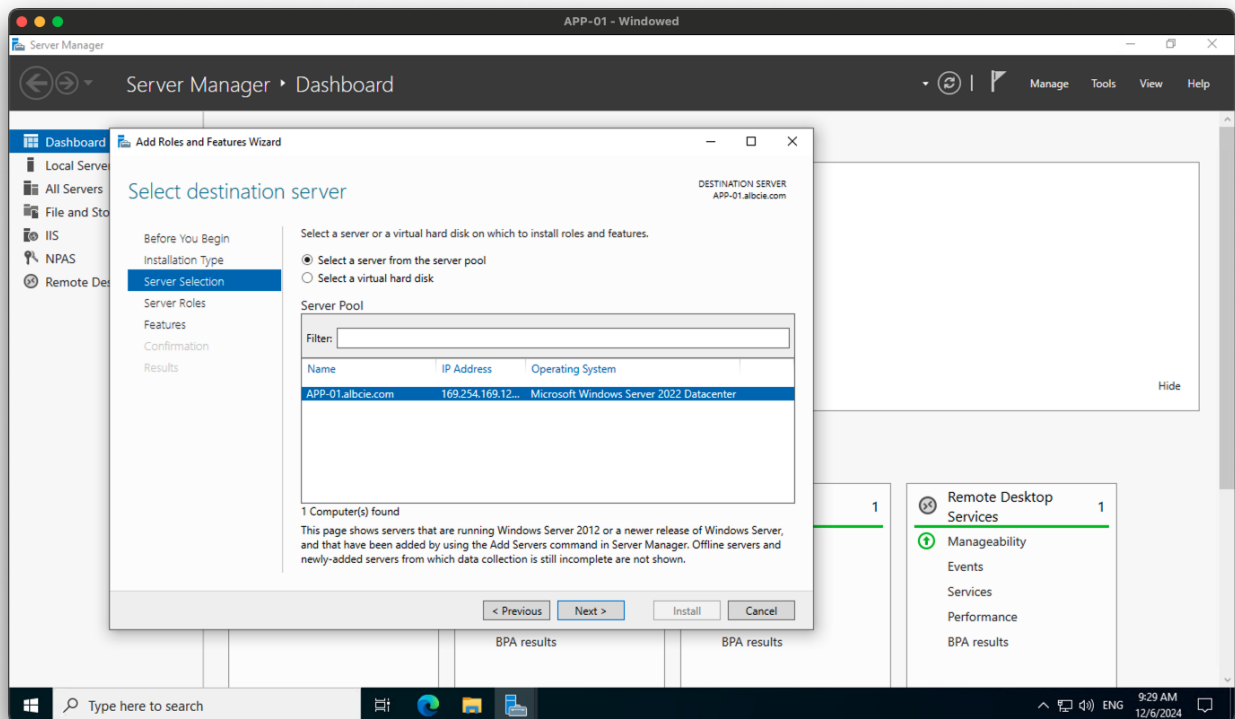 APP-01 - Windowed
Server Manager
Server Manager ‣ Dashboard
Manage Tools View Help
Dashboard
Local Server
All Servers
File and Sto
IIS
NPAS
Remote Des
Add Roles and Features Wizard
Select destination server
DESTINATION SERVER
APP-01.albcie.com
Before You Begin
Installation Type
Server Selection
Server Roles
Features
Confirmation
Results
Select a server or a virtual hard disk on which to install roles and features.
Select a server from the server pool
Select a virtual hard disk
Server Pool
Filter:
Name IP Address Operating System
APP-01.albcie.com 169.254.169.12... Microsoft Windows Server 2022 Datacenter
1 Computer(s) found
This page shows servers that are running Windows Server 2012 or a newer release of Windows Server,
and that have been added by using the Add Servers command in Server Manager. Offline servers and
newly-added servers from which data collection is still incomplete are not shown.
< Previous Next > Install Cancel
Hide
1
Remote Desktop
Services
1
Manageability
Events
Services
Performance
BPA results
BPA results
BPA results
Type here to search
ENG
9:29 AM
12/6/2024